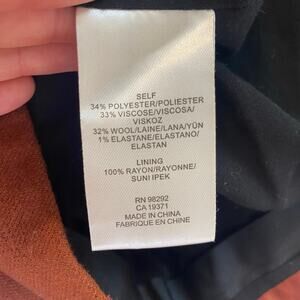 SELF
34% POLYESTER/POLIESTER
33% VISCOSE/VISCOSA/
VISKOZ
32% WOOL/LAINE/LANA/YÜN
1% ELASTANE/ELASTANO/
ELASTAN
LINING
100% RAYON/RAYONNE/
SUNI IPEK
RN 98292
CA 19371
MADE IN CHINA
FABRIQUE EN CHINE